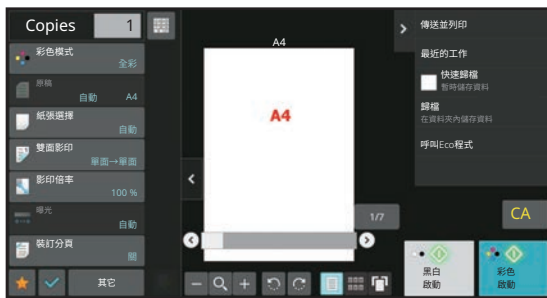 Copies 1
彩色模式
全彩
原稿
自動 A4
紙張選擇
自動
雙面影印
單面→單面
影印倍率
100 %
曝光
自動
裝訂分頁
關
其它
A4
A4
1/7
傳送並列印
最近的工作
快速歸檔
暫時儲存資料
歸檔
在資料夾內儲存資料
呼叫Eco程式
CA
黑白
啟動
彩色
啟動